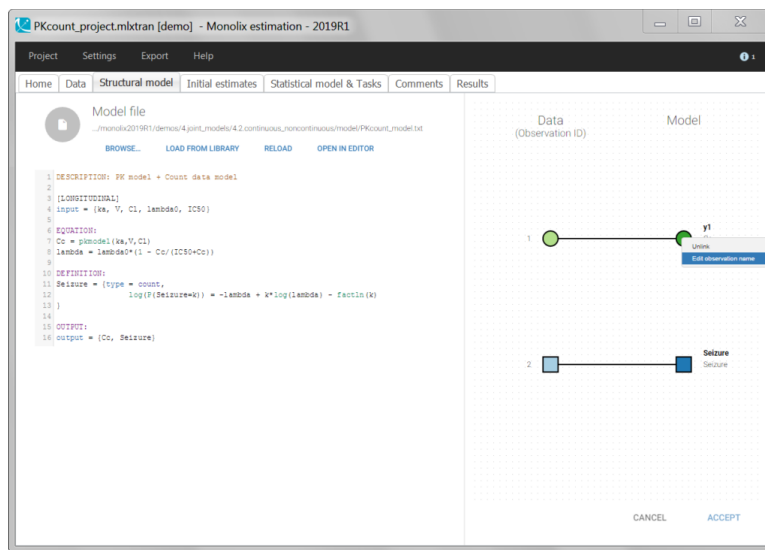 PKcount_project.mlxtran [demo] - Monolix estimation - 2019R1
Project Settings Export Help 1
Home Data Structural model Initial estimates Statistical model & Tasks Comments Results
Model file
.../monolix2019R1/demos/4.joint_models/4.2.continuous_noncontinuous/model/PKcount_model.txt
BROWSE... LOAD FROM LIBRARY RELOAD OPEN IN EDITOR
1 DESCRIPTION: PK model + Count data model
2
3 [LONGITUDINAL]
4 input = {ka, V, Cl, lambda0, IC50}
5
6 EQUATION:
7 Cc = pkmodel(ka,V,Cl)
8 lambda = lambda0*(1 - Cc/(IC50+Cc))
9
10 DEFINITION:
11 Seizure = {type = count,
12 log(P(Seizure=k)) = -lambda + k*log(lambda) - factln(k)
13 }
14
15 OUTPUT:
16 output = {Cc, Seizure}
Data Model
(Observation ID)
1 y1
Unlink
Edit observation name
2 Seizure
Seizure
CANCEL ACCEPT